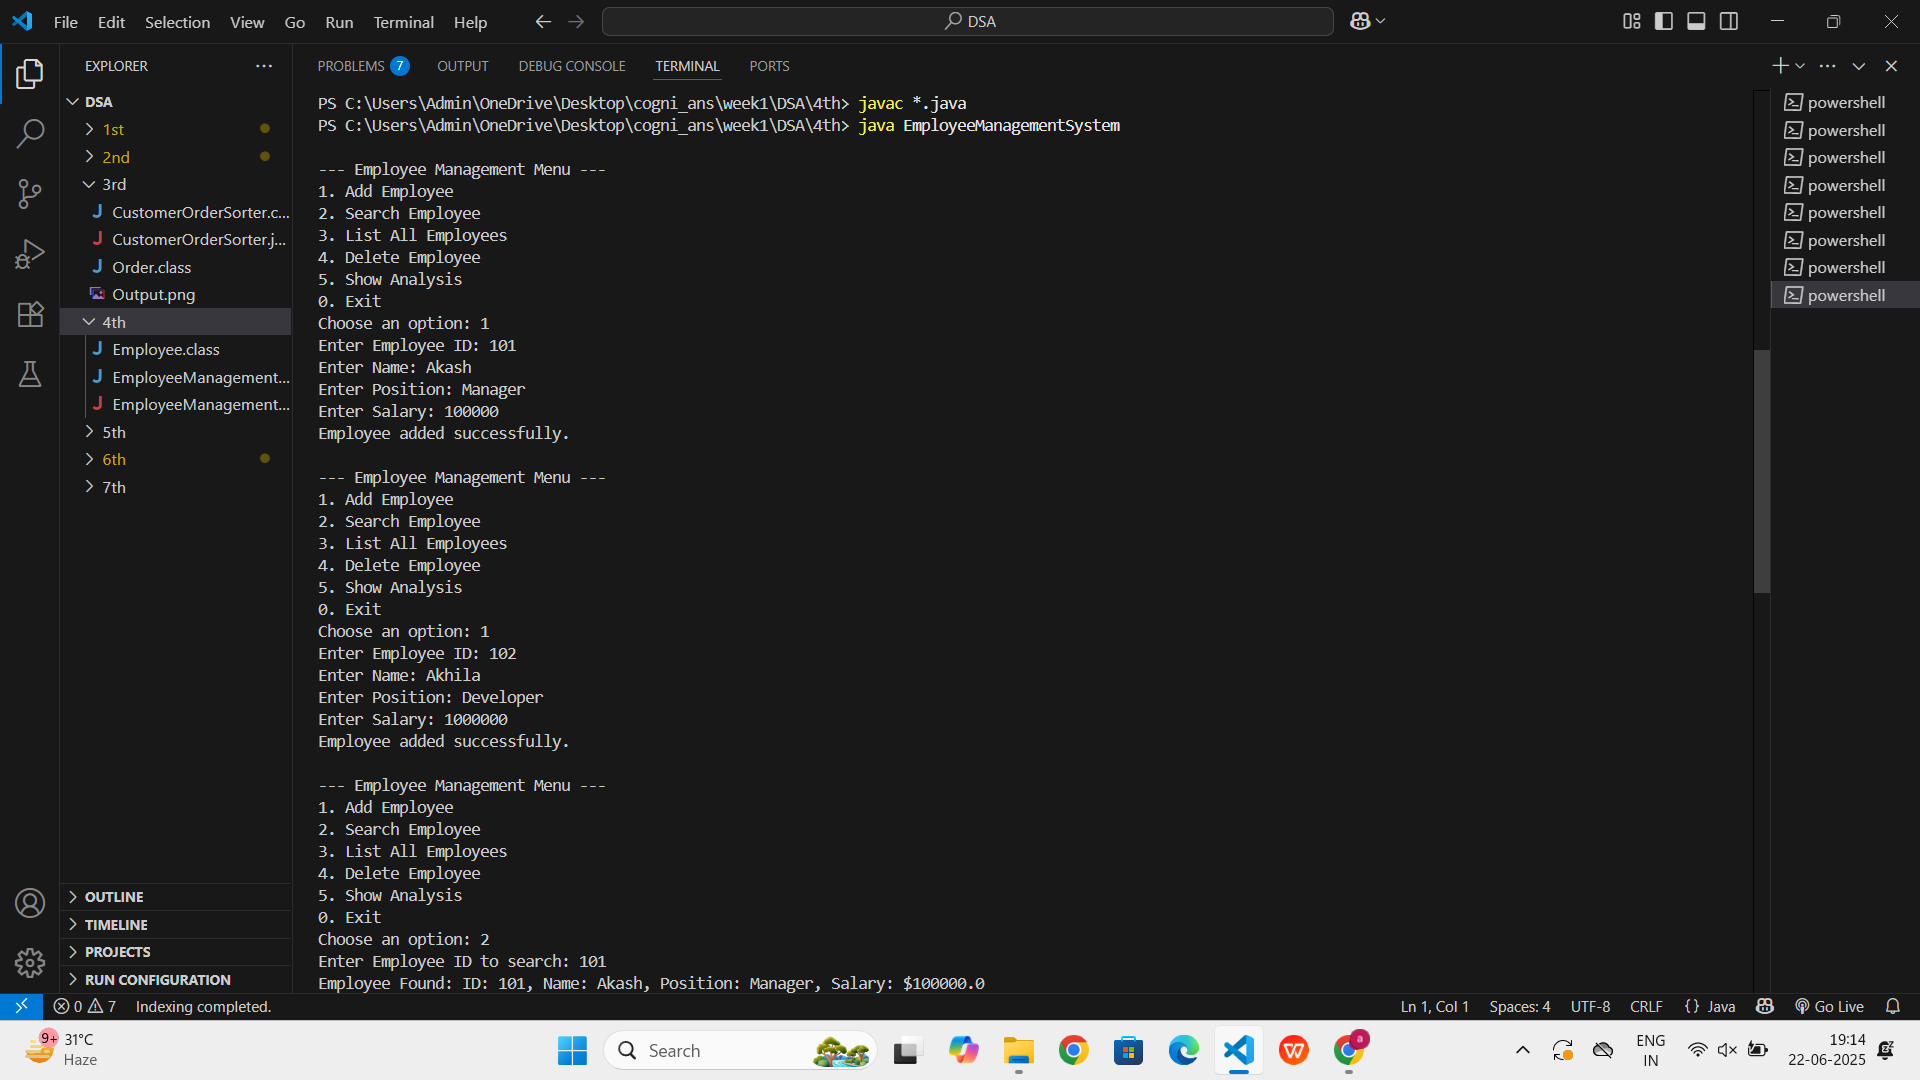 File Edit Selection View Go Run Terminal Help
DSA
EXPLORER
DSA
1st
2nd
3rd
CustomerOrderSorter.c...
CustomerOrderSorter.j...
Order.class
Output.png
4th
Employee.class
EmployeeManagement...
EmployeeManagement...
5th
6th
7th
OUTLINE
TIMELINE
PROJECTS
RUN CONFIGURATION
PROBLEMS 7 OUTPUT DEBUG CONSOLE TERMINAL PORTS
PS C:\Users\Admin\OneDrive\Desktop\cogni_ans\week1\DSA\4th> javac *.java
PS C:\Users\Admin\OneDrive\Desktop\cogni_ans\week1\DSA\4th> java EmployeeManagementSystem
--- Employee Management Menu ---
1. Add Employee
2. Search Employee
3. List All Employees
4. Delete Employee
5. Show Analysis
0. Exit
Choose an option: 1
Enter Employee ID: 101
Enter Name: Akash
Enter Position: Manager
Enter Salary: 100000
Employee added successfully.
--- Employee Management Menu ---
1. Add Employee
2. Search Employee
3. List All Employees
4. Delete Employee
5. Show Analysis
0. Exit
Choose an option: 1
Enter Employee ID: 102
Enter Name: Akhila
Enter Position: Developer
Enter Salary: 1000000
Employee added successfully.
--- Employee Management Menu ---
1. Add Employee
2. Search Employee
3. List All Employees
4. Delete Employee
5. Show Analysis
0. Exit
Choose an option: 2
Enter Employee ID to search: 101
Employee Found: ID: 101, Name: Akash, Position: Manager, Salary: $100000.0
powershell
powershell
powershell
powershell
powershell
powershell
powershell
powershell
0 7 Indexing completed.
Ln 1, Col 1 Spaces: 4 UTF-8 CRLF {} Java Go Live
9+ 31°C
Haze
Search
W
a
ENG
IN
19:14
22-06-2025